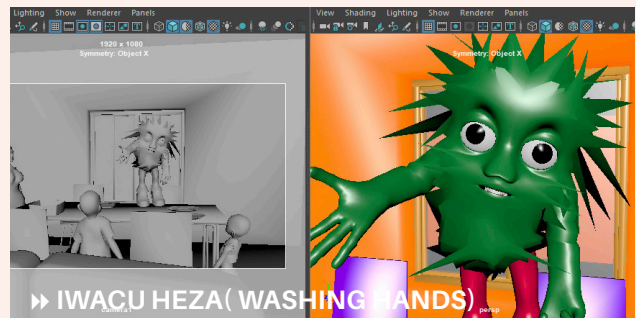 Lighting Show Renderer Panels
View Shading Lighting Show Renderer Panels
1920 x 1080
Symmetry: Object X
Symmetry: Object X
IWACU HEZA( WASHING HANDS)
camera1
persp